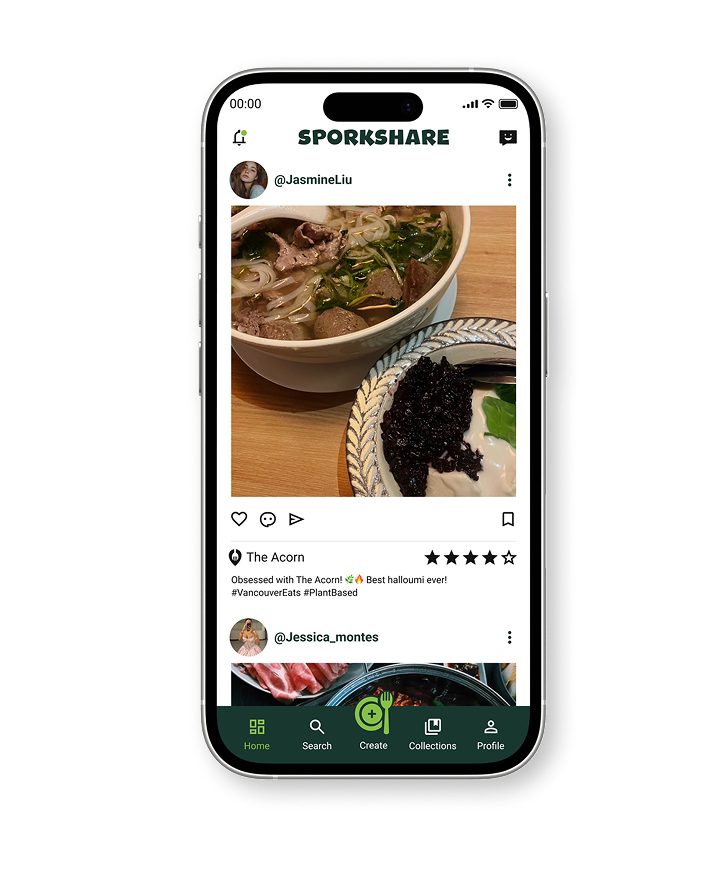 00:00
SPORKSHARE
@JasmineLiu
The Acorn
Obsessed with The Acorn! 🌿🔥 Best halloumi ever!
#VancouverEats #PlantBased
@Jessica_montes
Home Search Create Collections Profile